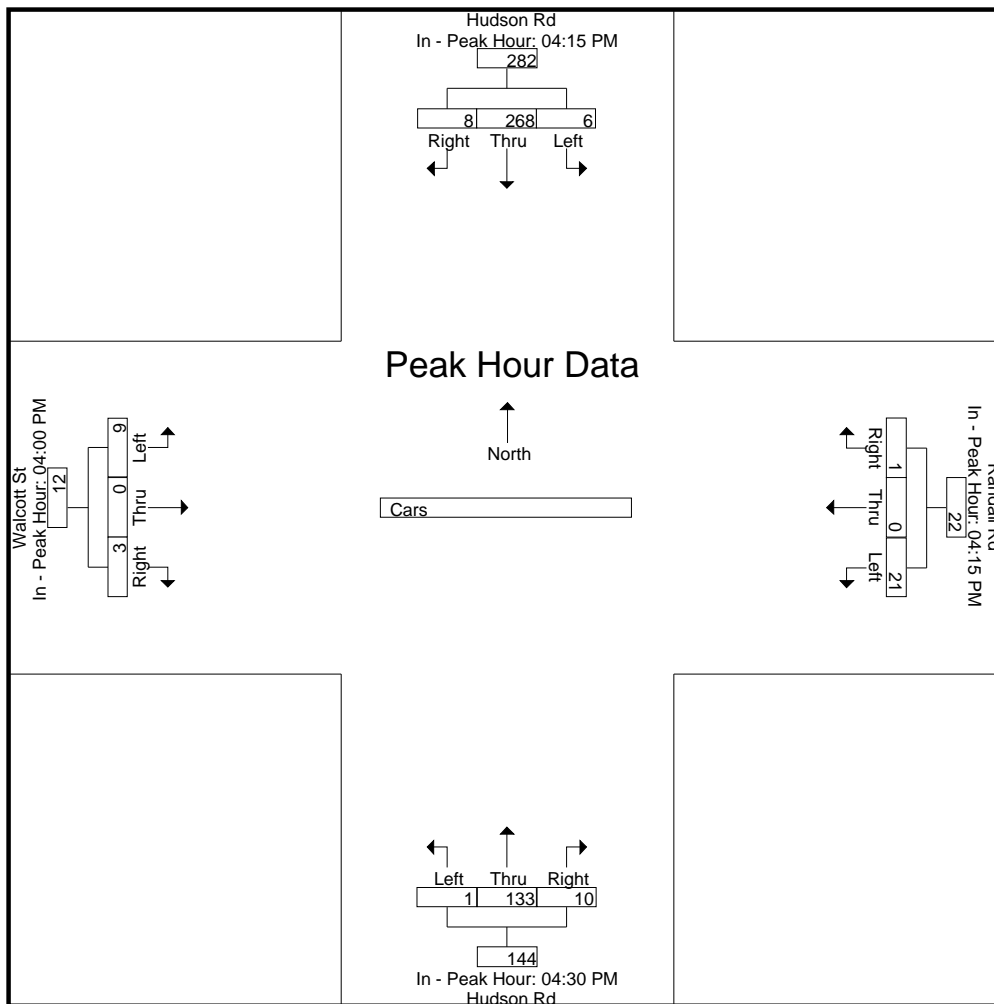 Hudson Rd
In - Peak Hour: 04:15 PM
282
8 268 6
Right Thru Left
Peak Hour Data
North
Cars
Walcott St
In - Peak Hour: 04:00 PM
12
9 0 3
Left Thru Right
Randall Rd
In - Peak Hour: 04:15 PM
22
1 0 21
Right Thru Left
Left Thru Right
1 133 10
144
In - Peak Hour: 04:30 PM
Hudson Rd